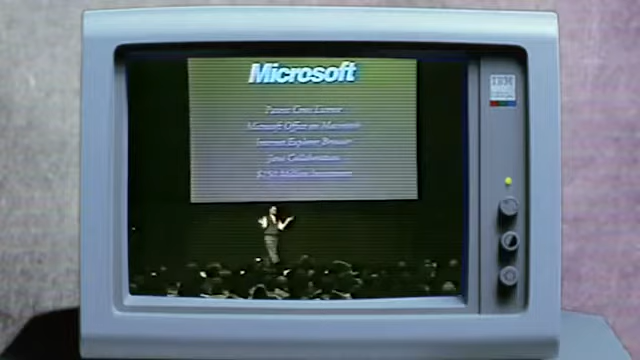 Microsoft
Patent Cross License
Microsoft Office on Macintosh
Internet Explorer Browser
Java Collaboration
$150 Million Investment
IBM